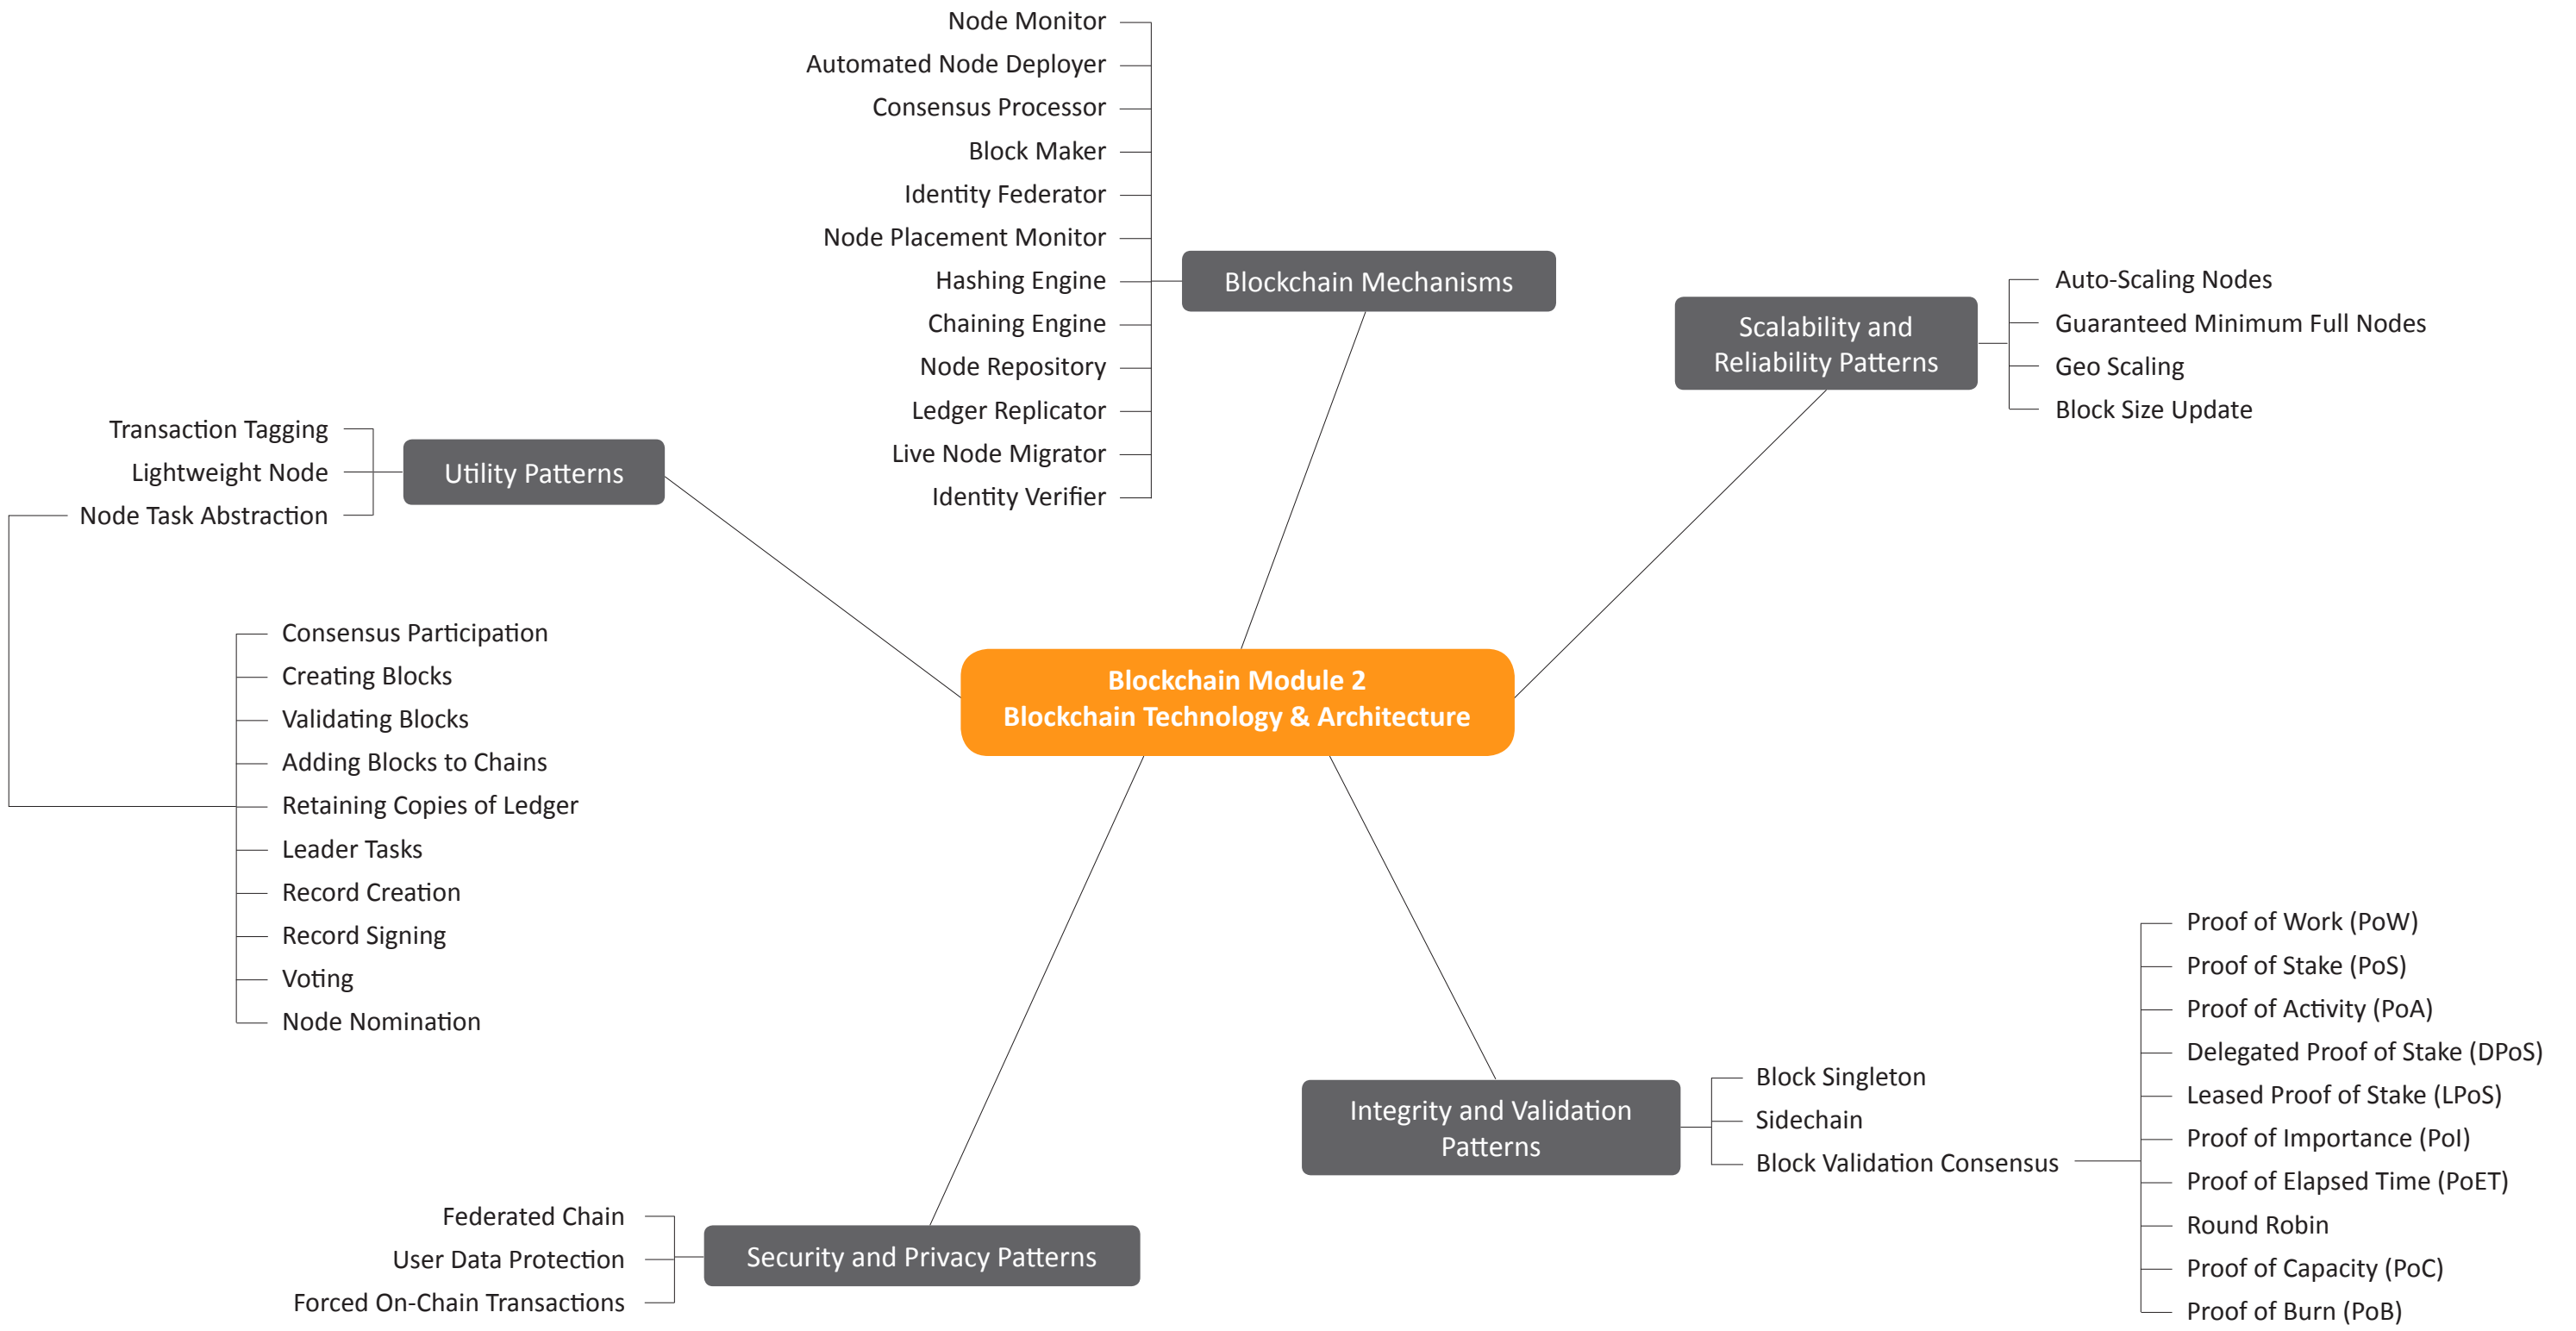 Node Monitor
Automated Node Deployer
Consensus Processor
Block Maker
Identity Federator
Node Placement Monitor
Hashing Engine
Chaining Engine
Node Repository
Ledger Replicator
Live Node Migrator
Identity Verifier
Blockchain Mechanisms
Scalability and
Reliability Patterns
Auto-Scaling Nodes
Guaranteed Minimum Full Nodes
Geo Scaling
Block Size Update
Transaction Tagging
Lightweight Node
Node Task Abstraction
Utility Patterns
Consensus Participation
Creating Blocks
Validating Blocks
Adding Blocks to Chains
Retaining Copies of Ledger
Leader Tasks
Record Creation
Record Signing
Voting
Node Nomination
Blockchain Module 2
Blockchain Technology & Architecture
Federated Chain
User Data Protection
Forced On-Chain Transactions
Security and Privacy Patterns
Integrity and Validation
Patterns
Block Singleton
Sidechain
Block Validation Consensus
Proof of Work (PoW)
Proof of Stake (PoS)
Proof of Activity (PoA)
Delegated Proof of Stake (DPoS)
Leased Proof of Stake (LPoS)
Proof of Importance (PoI)
Proof of Elapsed Time (PoET)
Round Robin
Proof of Capacity (PoC)
Proof of Burn (PoB)